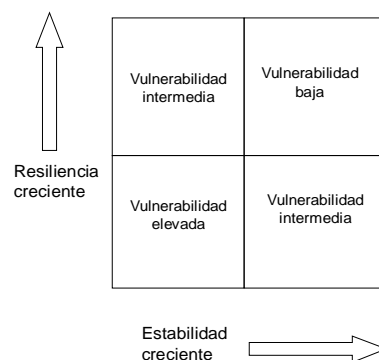 Vulnerabilidad
intermedia
Vulnerabilidad
baja
Resiliencia
creciente
Vulnerabilidad
elevada
Vulnerabilidad
intermedia
Estabilidad
creciente